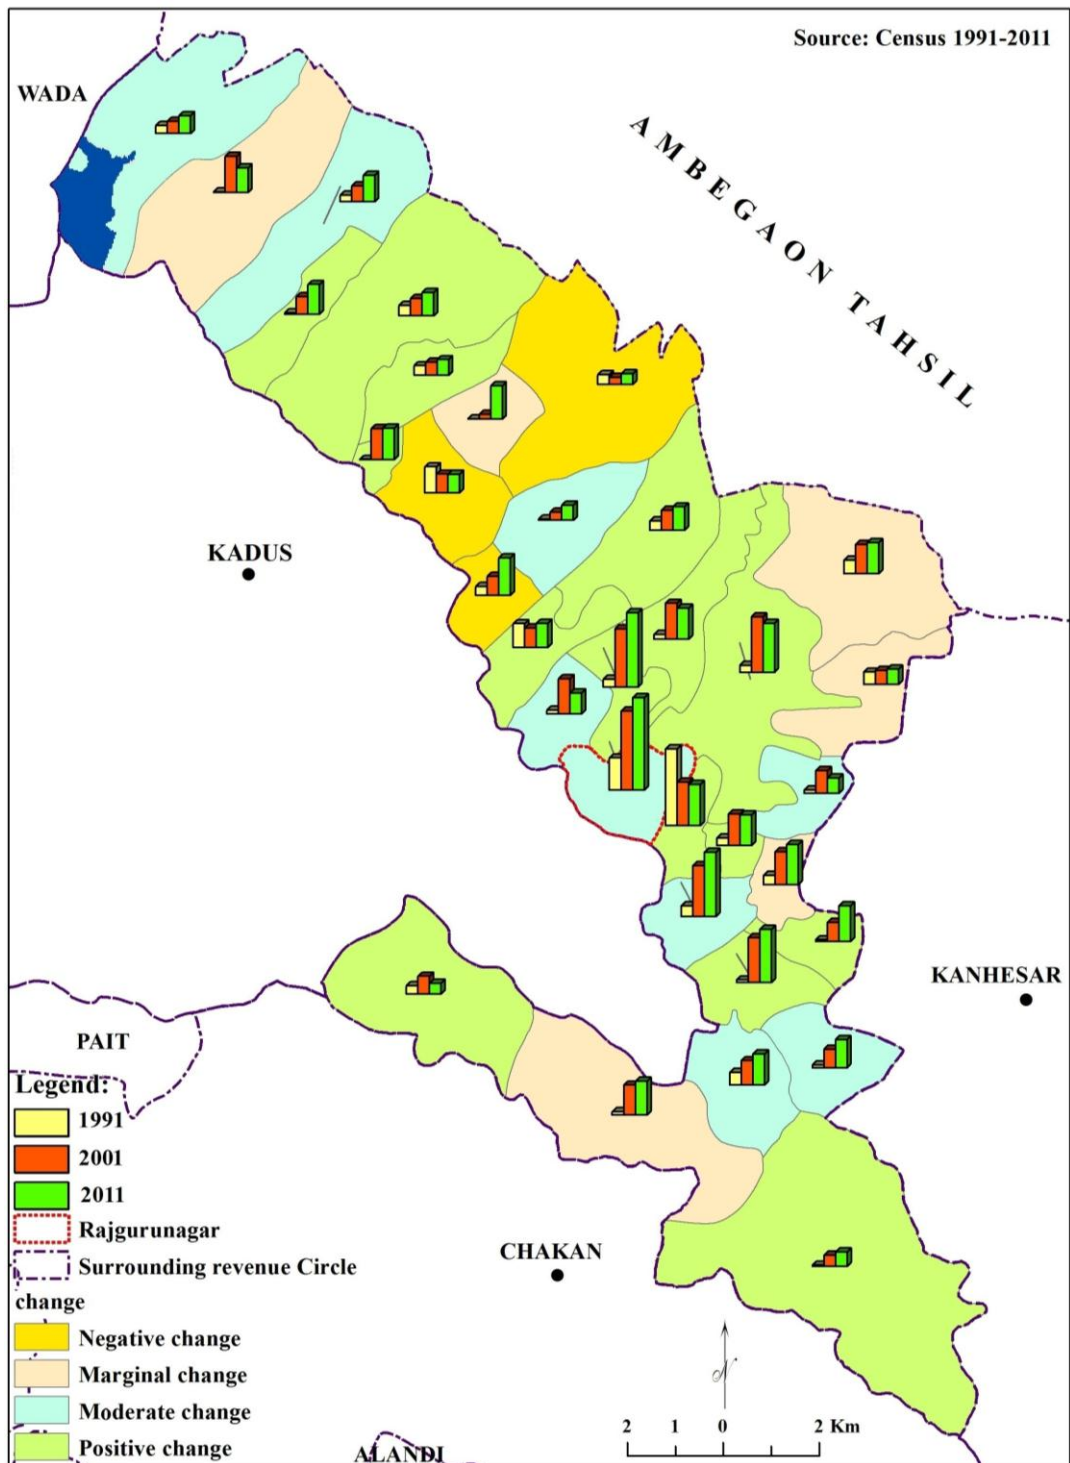 Source: Census 1991-2011
WADA
AMBEGAON TAHSIL
KADUS
KANHESAR
PAIT
Legend:
1991
2001
2011
Rajgurunagar
Surrounding revenue Circle
change
Negative change
Marginal change
Moderate change
Positive change
CHAKAN
N
2 1 0 2 Km
ALANDI